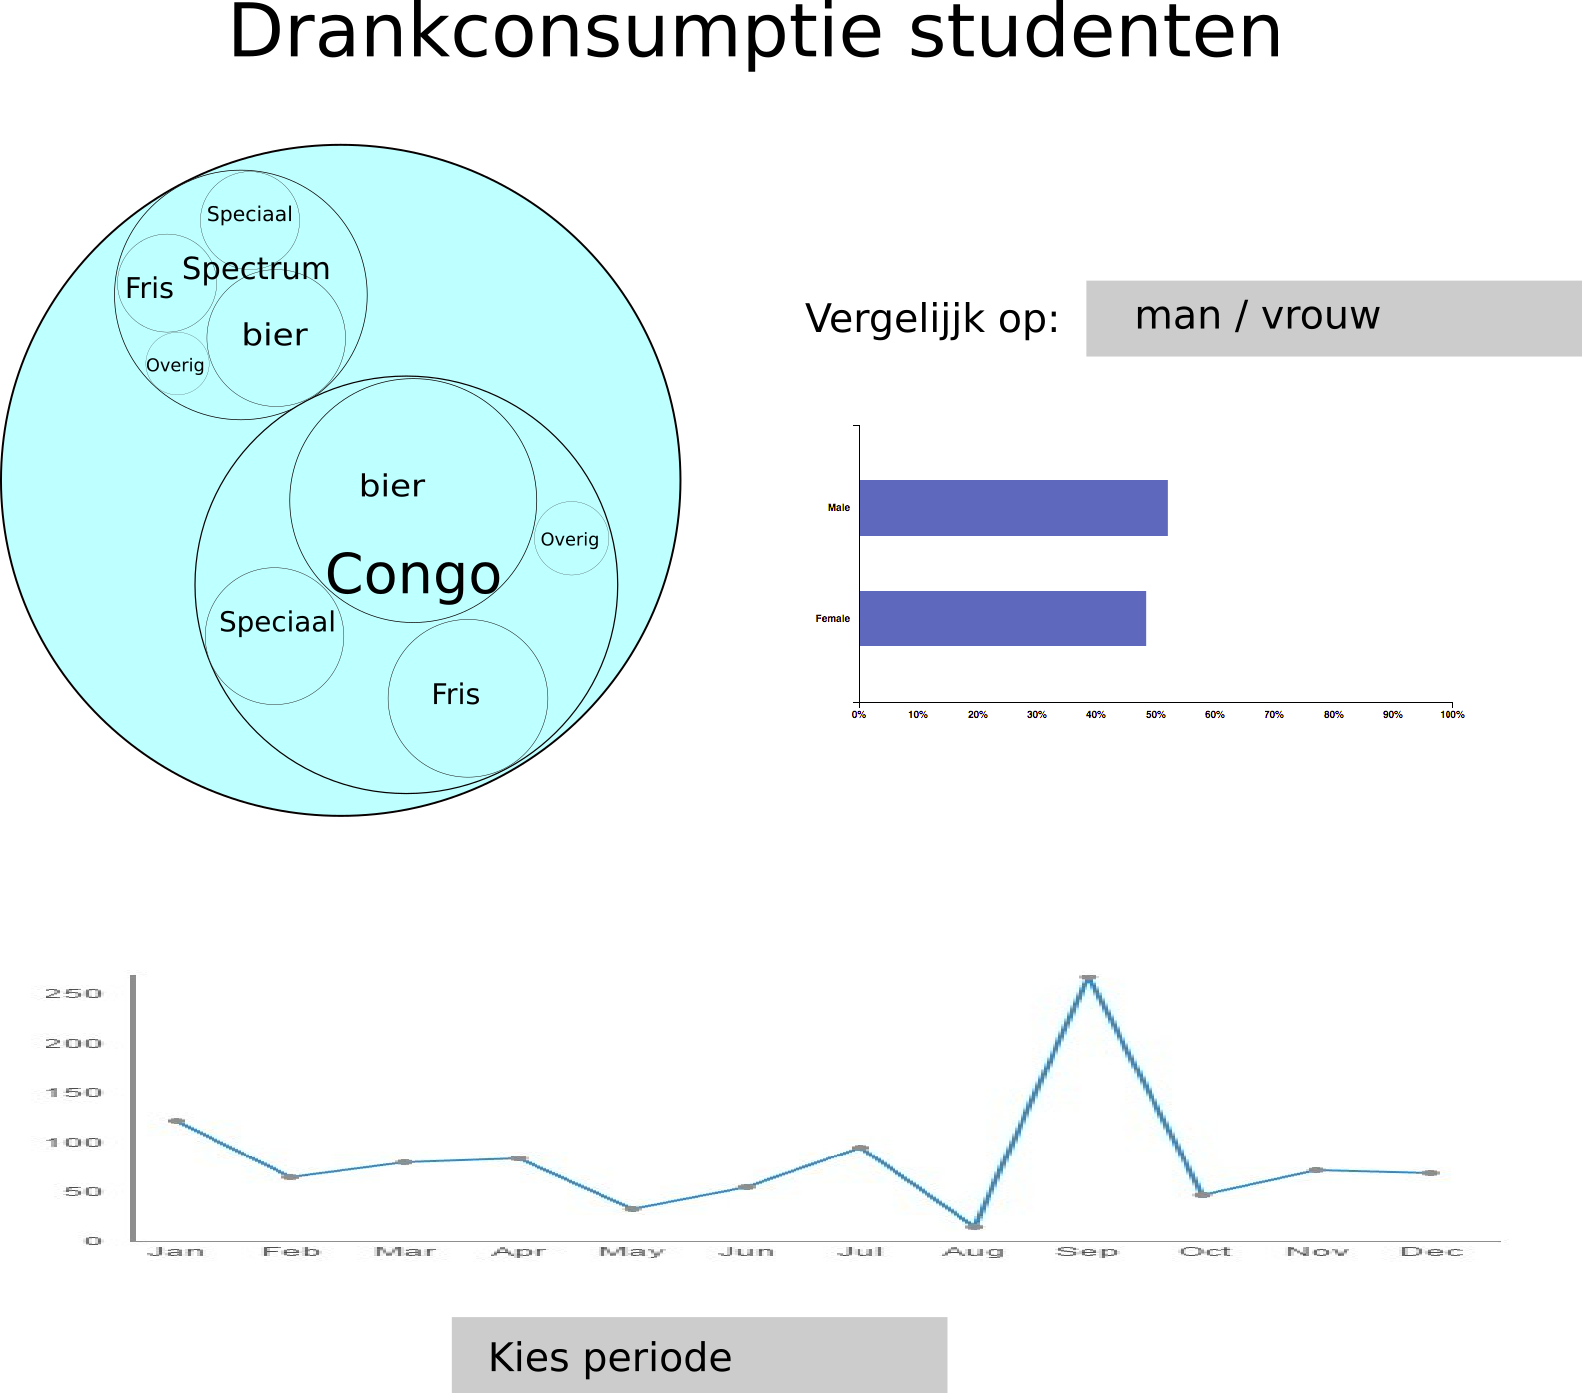 Drankconsumptie studenten
Speciaal
Spectrum
Fris
bier
Overig
bier
Overig
Congo
Speciaal
Fris
Vergelijjk op:
man / vrouw
Male
Female
0% 10% 20% 30% 40% 50% 60% 70% 80% 90% 100%
250
200
150
100
50
0
Jan Feb Mar Apr May Jun Jul Aug Sep Oct Nov Dec
Kies periode